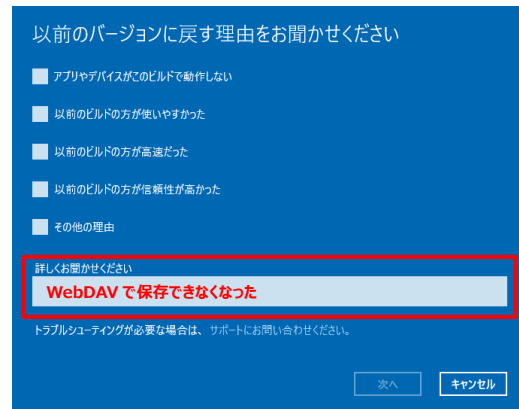 以前のバージョンに戻す理由をお聞かせください
アプリやデバイスがこのビルドで動作しない
以前のビルドの方が使いやすかった
以前のビルドの方が高速だった
以前のビルドの方が信頼性が高かった
その他の理由
詳しくお聞かせください
WebDAV で保存できなくなった
トラブルシューティングが必要な場合は、サポートにお問い合わせください。
次へ
キャンセル